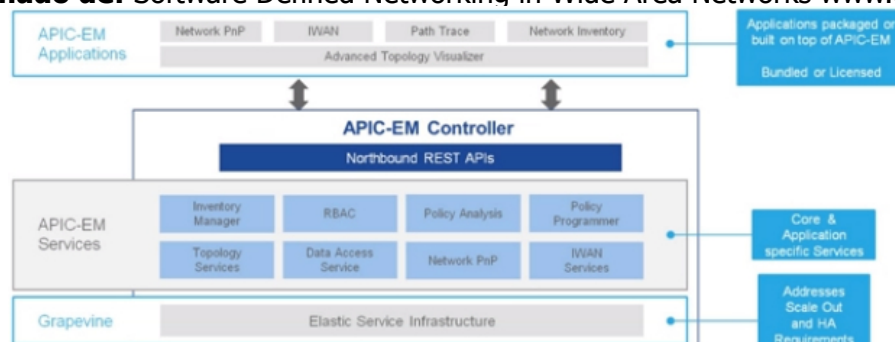 Software Defined Networking in Wide Area Networks www.
APIC-EM
Applications
Network PnP
IWAN
Path Trace
Network Inventory
Advanced Topology Visualizer
Applications packaged or
built on top of APIC-EM
Bundled or Licensed
APIC-EM Controller
Northbound REST APIs
APIC-EM
Services
Inventory
Manager
RBAC
Policy Analysis
Policy
Programmer
Topology
Services
Data Access
Service
Network PnP
IWAN
Services
Core &
Application
specific Services
Grapevine
Elastic Service Infrastructure
Addresses
Scale Out
and HA
Requirements